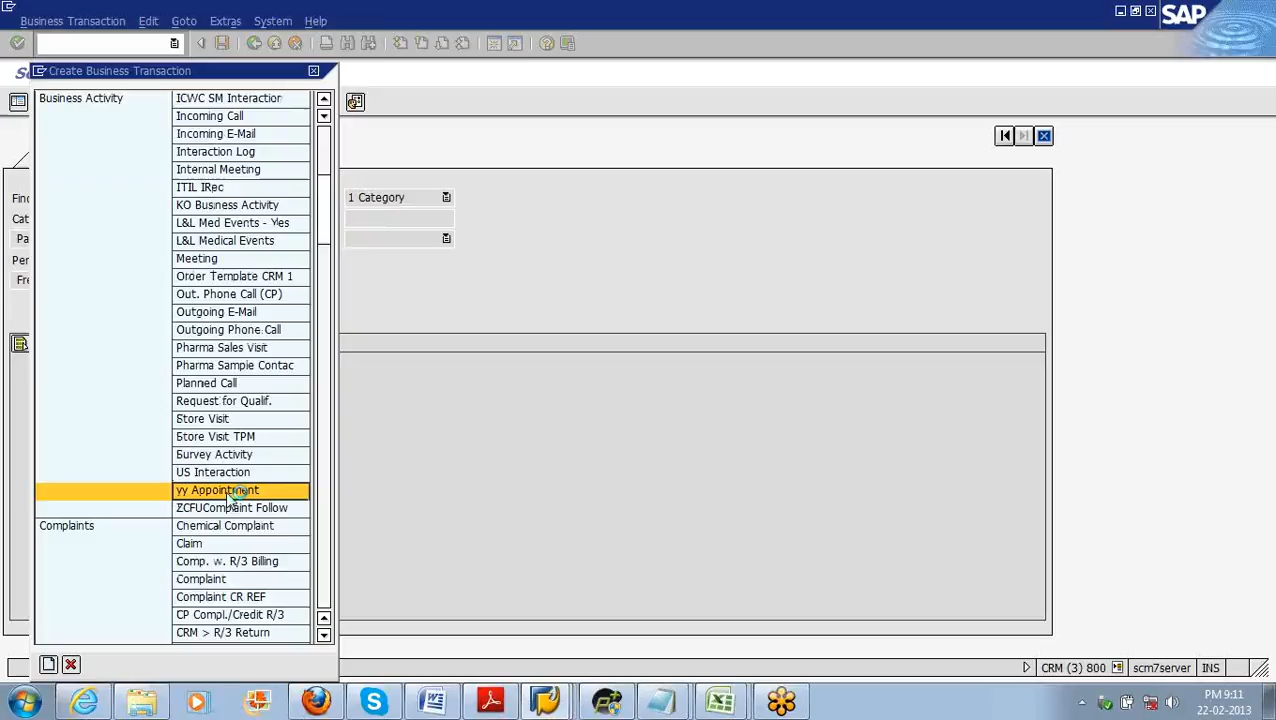 Business Transaction Edit Goto Extras System Help
SAP
Create Business Transaction
Business Activity ICWC SM Interaction
Incoming Call
Incoming E-Mail
Interaction Log
Internal Meeting
ITIL IRec
KO Business Activity
L&L Med Events - Yes
L&L Medical Events
Meeting
Order Template CRM 1
Out. Phone Call (CP)
Outgoing E-Mail
Outgoing Phone Call
Pharma Sales Visit
Pharma Sample Contac
Planned Call
Request for Qualif.
Store Visit
Store Visit TPM
Survey Activity
US Interaction
yy Appointment
ZCFUComplaint Follow
Complaints Chemical Complaint
Claim
Comp. w. R/3 Billing
Complaint
Complaint CR REF
CP Compl./Credit R/3
CRM > R/3 Return
Fin
Cat
Pa
Per
Fre
1 Category
CRM (3) 800 scm7server INS
PM 9:11
22-02-2013